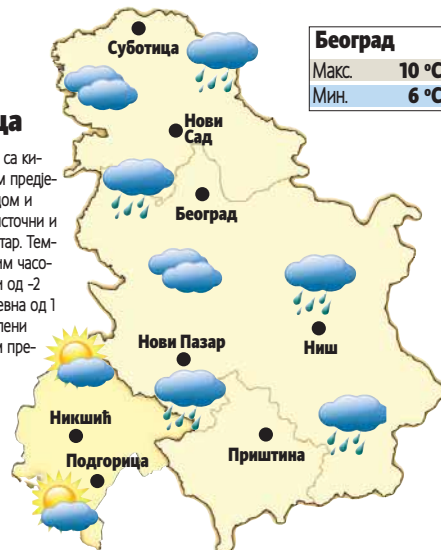 Суботица
Београд
Макс. 10 °C
Мин. 6 °C
ца
са ки-
м предје-
дом и
источни и
тар. Тем-
им часо-
и од -2
евна од 1
лени
и пре-
Нови
Сад
Београд
Нови Пазар
Ниш
Никшић
Подгорица
Приштина